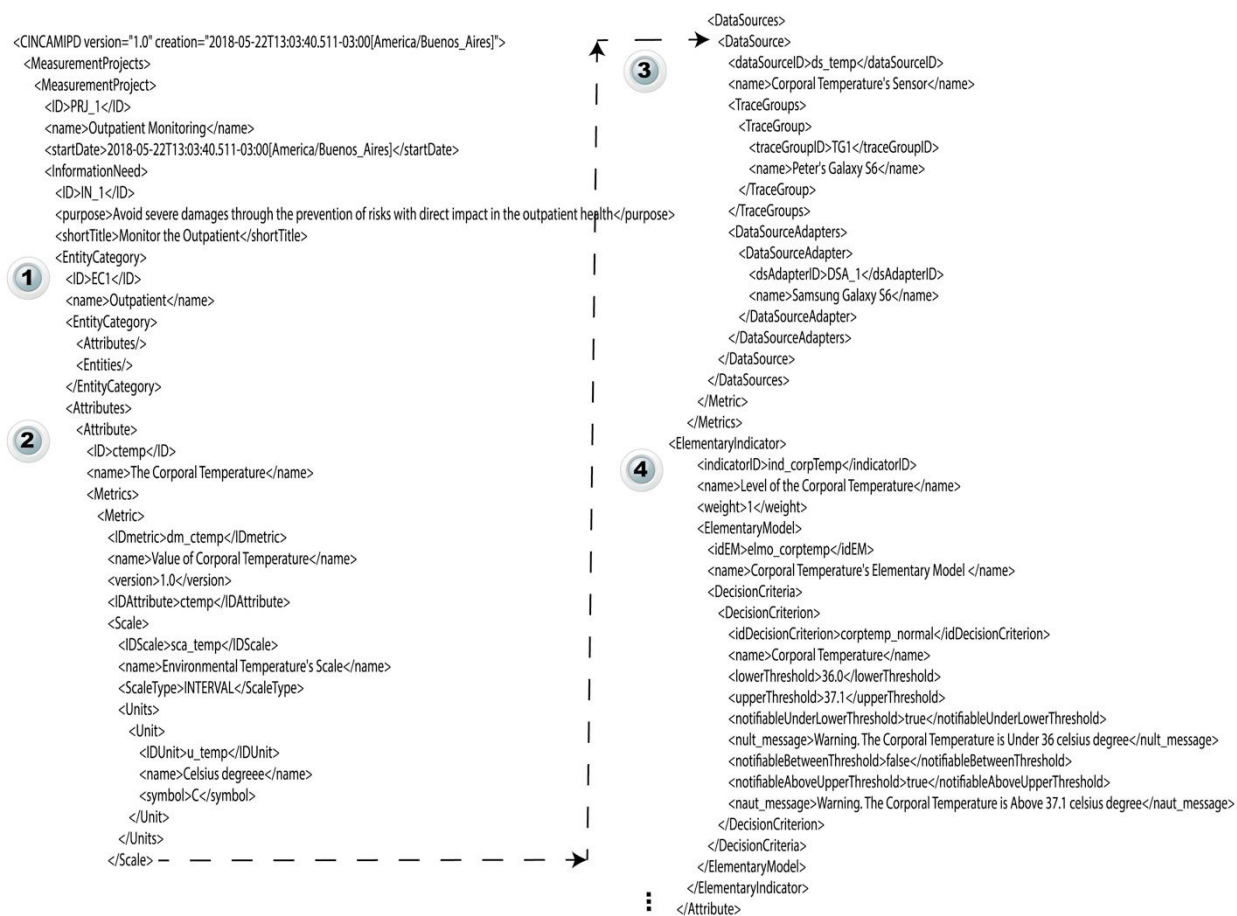 <CINCAMIPD version="1.0" creation="2018-05-22T13:03:40.511-03:00[America/Buenos_Aires]">
<MeasurementProjects>
<MeasurementProject>
<ID>PRJ_1</ID>
<name>Outpatient Monitoring</name>
<startDate>2018-05-22T13:03:40.511-03:00[America/Buenos_Aires]</startDate>
<InformationNeed>
<ID>IN_1</ID>
<purpose>Avoid severe damages through the prevention of risks with direct impact in the outpatient health</purpose>
<shortTitle>Monitor the Outpatient</shortTitle>
<EntityCategory>
1
<ID>EC1</ID>
<name>Outpatient</name>
<EntityCategory>
<Attributes/>
<Entities/>
</EntityCategory>
<Attributes>
<Attribute>
2
<ID>ctemp</ID>
<name>The Corporal Temperature</name>
<Metrics>
<Metric>
<IDmetric>dm_ctemp</IDmetric>
<name>Value of Corporal Temperature</name>
<version>1.0</version>
<IDAttribute>ctemp</IDAttribute>
<Scale>
<IDScale>sca_temp</IDScale>
<name>Environmental Temperature's Scale</name>
<ScaleType>INTERVAL</ScaleType>
<Units>
<Unit>
<IDUnit>u_temp</IDUnit>
<name>Celsius degreee</name>
<symbol>C</symbol>
</Unit>
</Units>
</Scale>
<DataSources>
<DataSource>
3
<dataSourceID>ds_temp</dataSourceID>
<name>Corporal Temperature's Sensor</name>
<TraceGroups>
<TraceGroup>
<traceGroupID>TG1</traceGroupID>
<name>Peter's Galaxy S6</name>
</TraceGroup>
</TraceGroups>
<DataSourceAdapters>
<DataSourceAdapter>
<dsAdapterID>DSA_1</dsAdapterID>
<name>Samsung Galaxy S6</name>
</DataSourceAdapter>
</DataSourceAdapters>
</DataSource>
</DataSources>
</Metric>
</Metrics>
<ElementaryIndicator>
4
<indicatorID>ind_corpTemp</indicatorID>
<name>Level of the Corporal Temperature</name>
<weight>1</weight>
<ElementaryModel>
<idEM>elmo_corptemp</idEM>
<name>Corporal Temperature's Elementary Model </name>
<DecisionCriteria>
<DecisionCriterion>
<idDecisionCriterion>corptemp_normal</idDecisionCriterion>
<name>Corporal Temperature</name>
<lowerThreshold>36.0</lowerThreshold>
<upperThreshold>37.1</upperThreshold>
<notifiableUnderLowerThreshold>true</notifiableUnderLowerThreshold>
<nult_message>Warning. The Corporal Temperature is Under 36 celsius degree</nult_message>
<notifiableBetweenThreshold>false</notifiableBetweenThreshold>
<notifiableAboveUpperThreshold>true</notifiableAboveUpperThreshold>
<naut_message>Warning. The Corporal Temperature is Above 37.1 celsius degree</naut_message>
</DecisionCriterion>
</DecisionCriteria>
</ElementaryModel>
</ElementaryIndicator>
</Attribute>